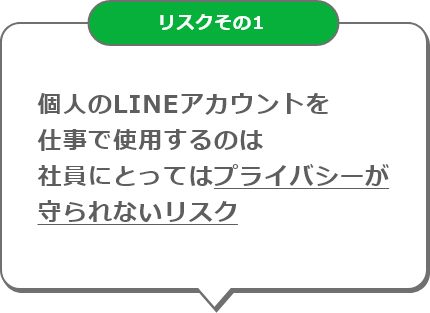 リスクその1
個人のLINEアカウントを
仕事で使用するのは
社員にとってはプライバシーが
守られないリスク